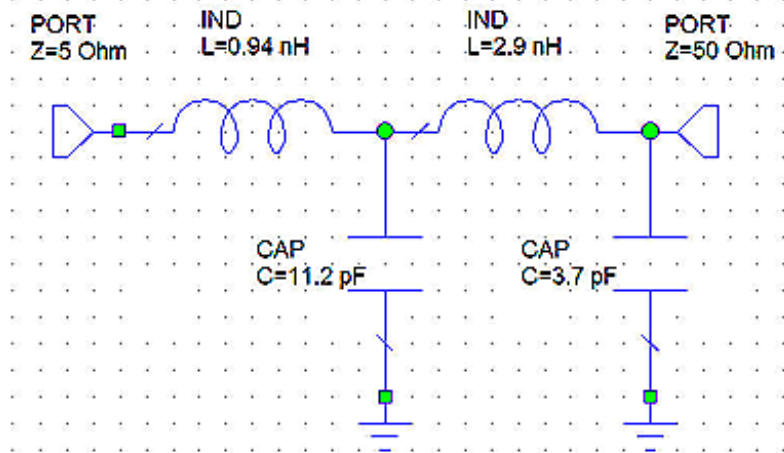 PORT
Z=5 Ohm
IND
L=0.94 nH
IND
L=2.9 nH
PORT
Z=50 Ohm
CAP
C=11.2 pF
CAP
C=3.7 pF